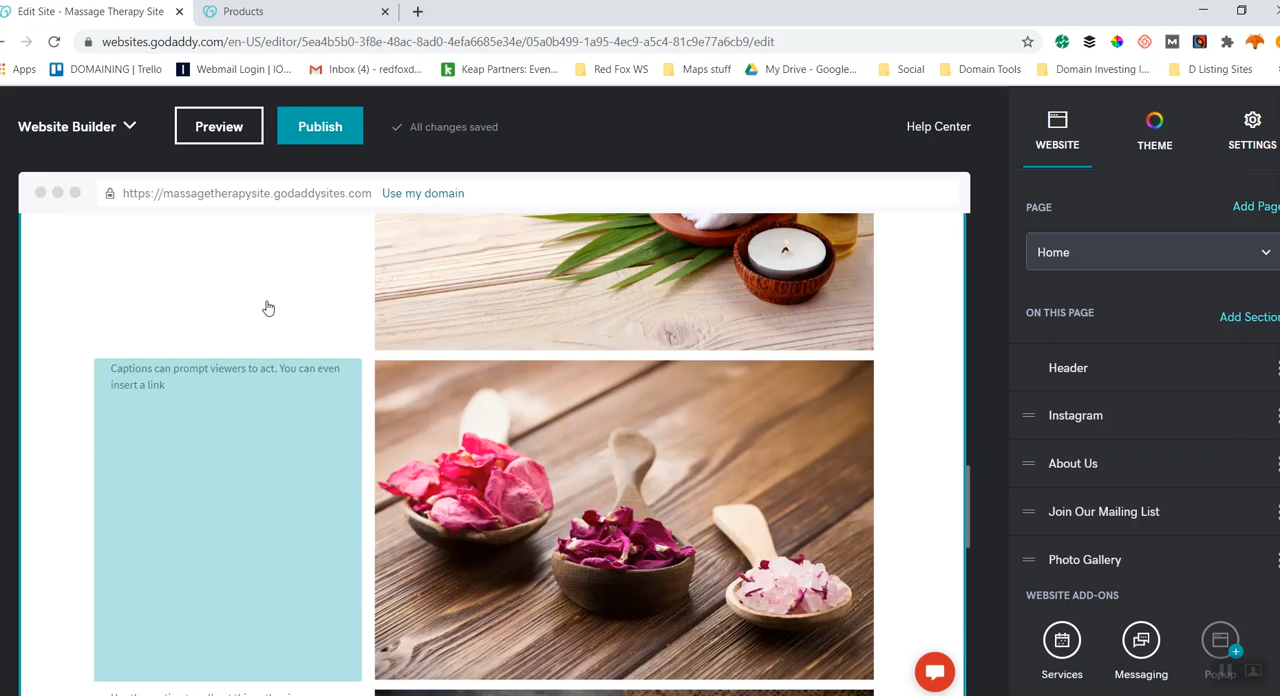 Edit Site - Massage Therapy Site
Products
websites.godaddy.com/en-US/editor/5ea4b5b0-3f8e-48ac-8ad0-4efa6685e34e/05a0b499-1a95-4ec9-a5c4-81c9e77a6cb9/edit
Apps
DOMAINING | Trello
Webmail Login | IO...
Inbox (4) - redfoxd...
Keap Partners: Even...
Red Fox WS
Maps stuff
My Drive - Google...
Social
Domain Tools
Domain Investing I...
D Listing Sites
Website Builder
Preview
Publish
All changes saved
Help Center
WEBSITE
THEME
SETTINGS
https://massagetherapysite.godaddysites.com
Use my domain
PAGE
Add Page
Home
ON THIS PAGE
Add Section
Header
Captions can prompt viewers to act. You can even
insert a link
Instagram
About Us
Join Our Mailing List
Photo Gallery
WEBSITE ADD-ONS
Services
Messaging
Popup